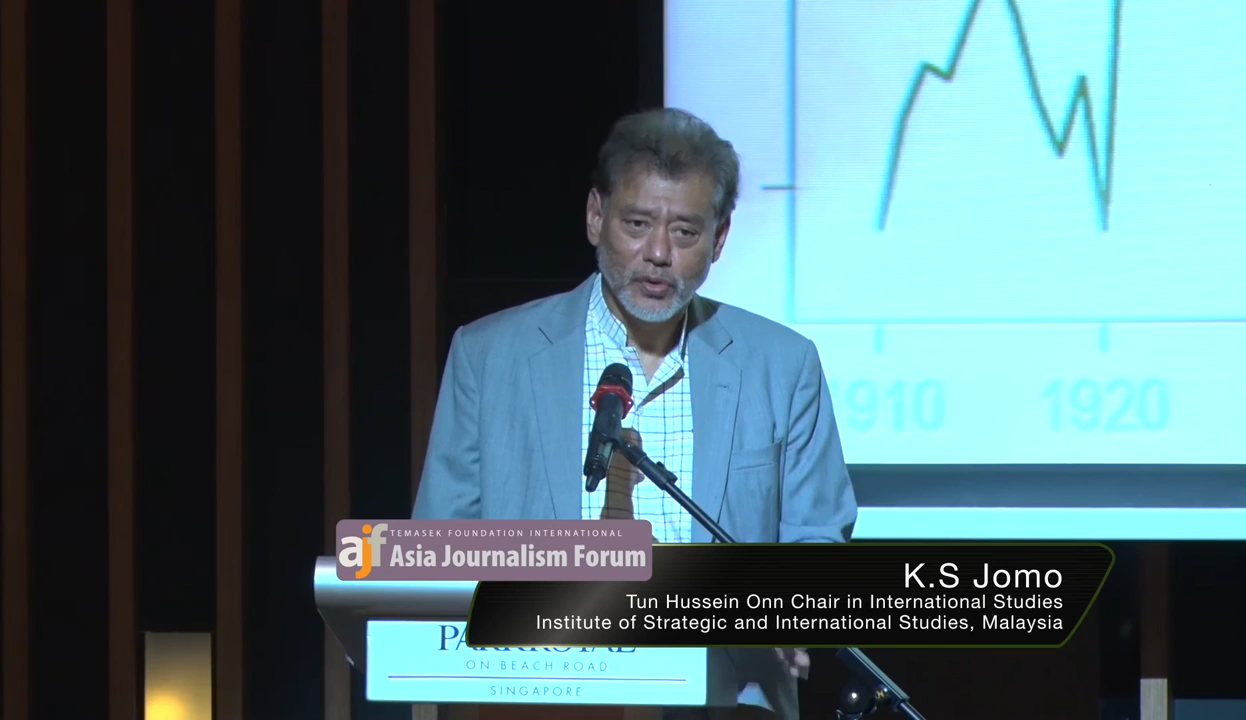 1910
1920
ajf
TEMASEK FOUNDATION INTERNATIONAL
Asia Journalism Forum
K.S Jomo
Tun Hussein Onn Chair in International Studies
Institute of Strategic and International Studies, Malaysia
ON BEACH ROAD
SINGAPORE